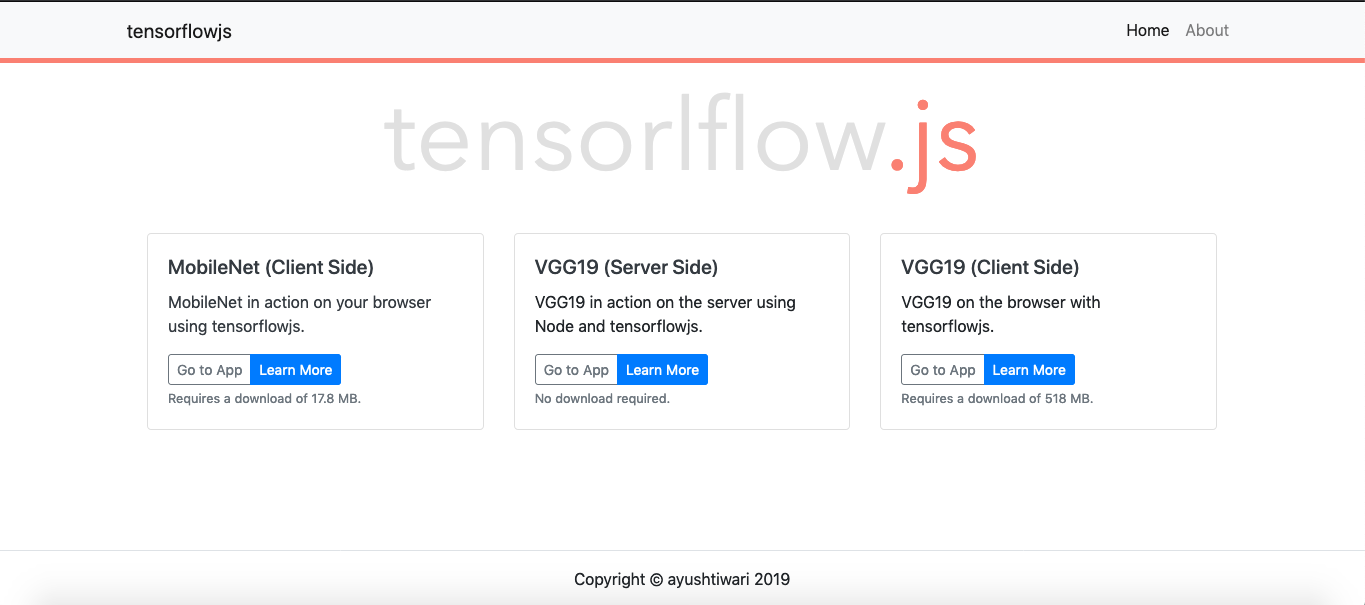 tensorflowjs
Home About
tensorlflow.js
MobileNet (Client Side)
MobileNet in action on your browser
using tensorflowjs.
Go to App Learn More
Requires a download of 17.8 MB.
VGG19 (Server Side)
VGG19 in action on the server using
Node and tensorflowjs.
Go to App Learn More
No download required.
VGG19 (Client Side)
VGG19 on the browser with
tensorflowjs.
Go to App Learn More
Requires a download of 518 MB.
Copyright © ayushtiwari 2019